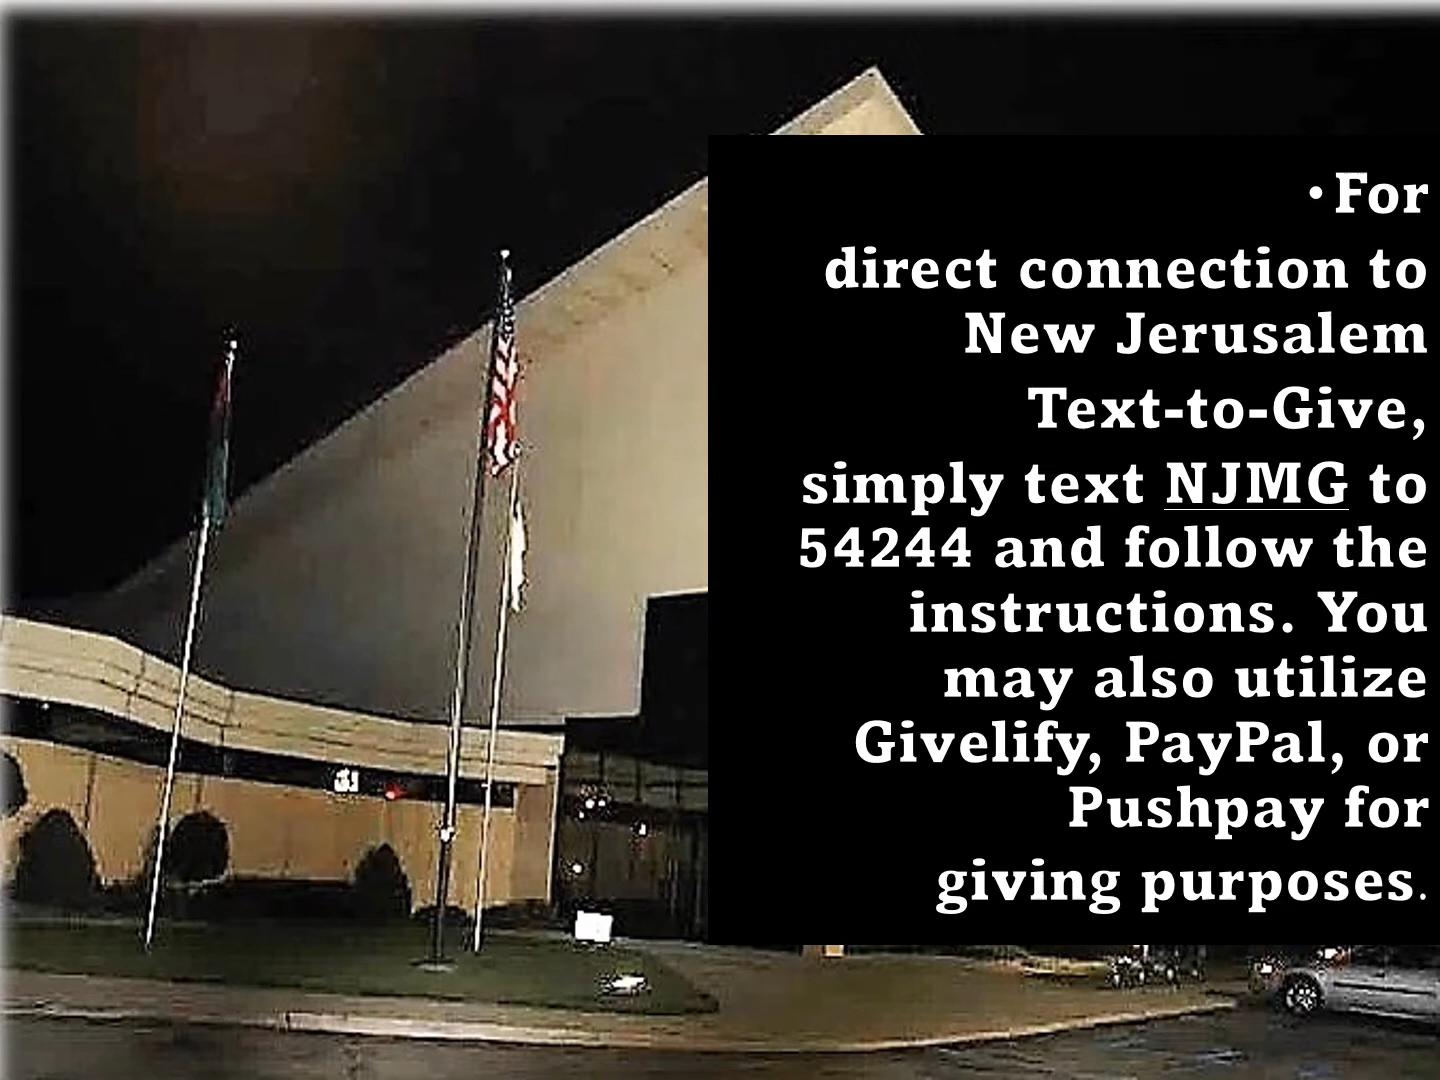 • For
direct connection to
New Jerusalem
Text-to-Give,
simply text NJMG to
54244 and follow the
instructions. You
may also utilize
Givelify, PayPal, or
Pushpay for
giving purposes.